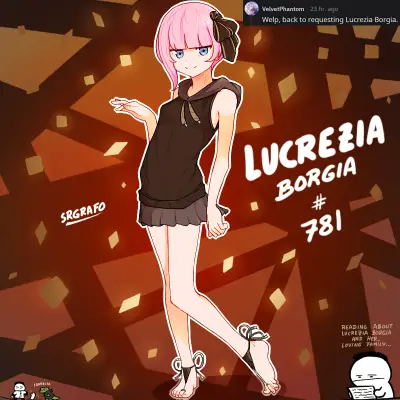 VelvetPhantom · 23 hr. ago
Welp, back to requesting Lucrezia Borgia.
LUCREZIA
BORGIA
#
781
SRGRAFO
READING ABOUT
LUCREZIA BORGIA
AND HER
LOVING FAMILY...